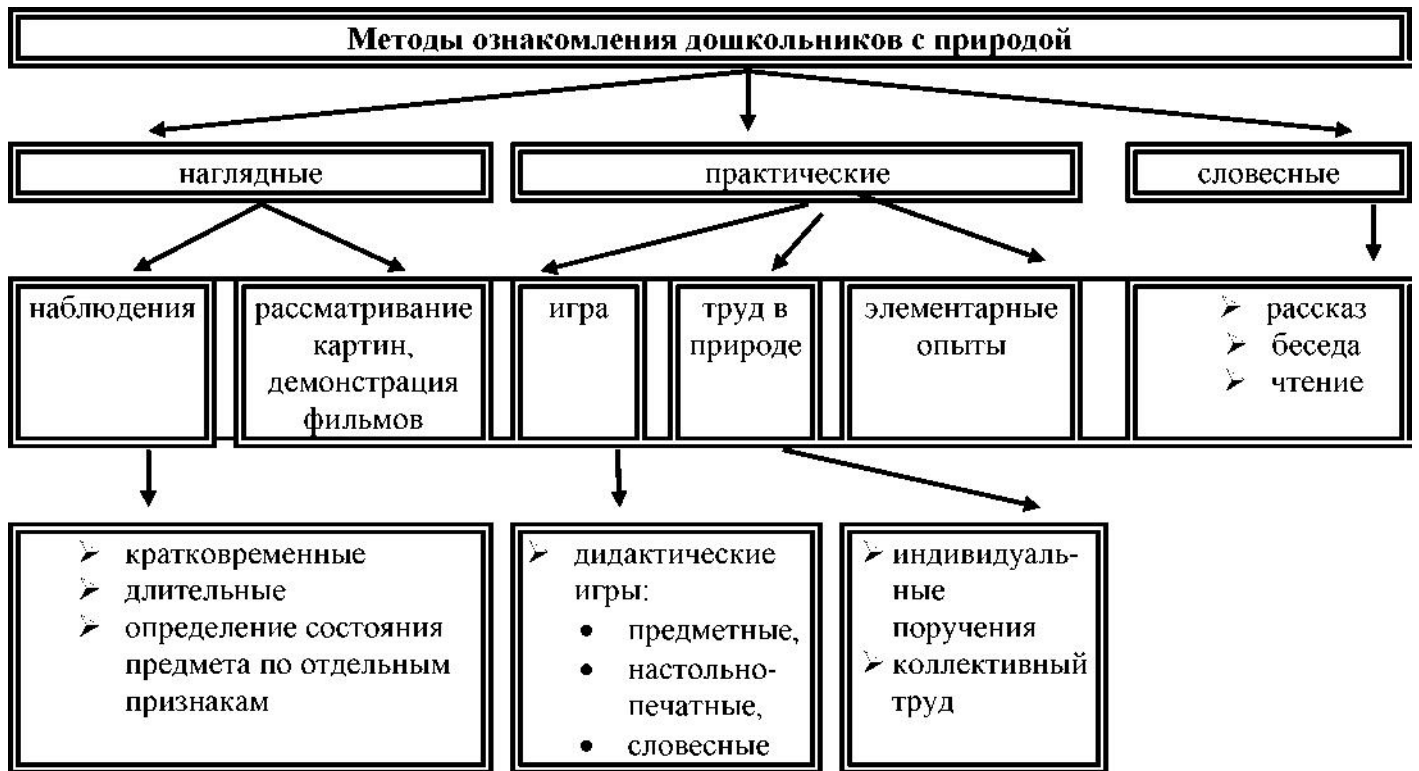 Методы ознакомления дошкольников с природой
наглядные
практические
словесные
наблюдения
рассматривание
картин,
демонстрация
фильмов
игра
труд в
природе
элементарные
опыты
рассказ
беседа
чтение
кратковременные
длительные
определение состояния
предмета по отдельным
признакам
дидактические
игры:
предметные,
настольно-
печатные,
словесные
индивидуаль-
ные
поручения
коллективный
труд